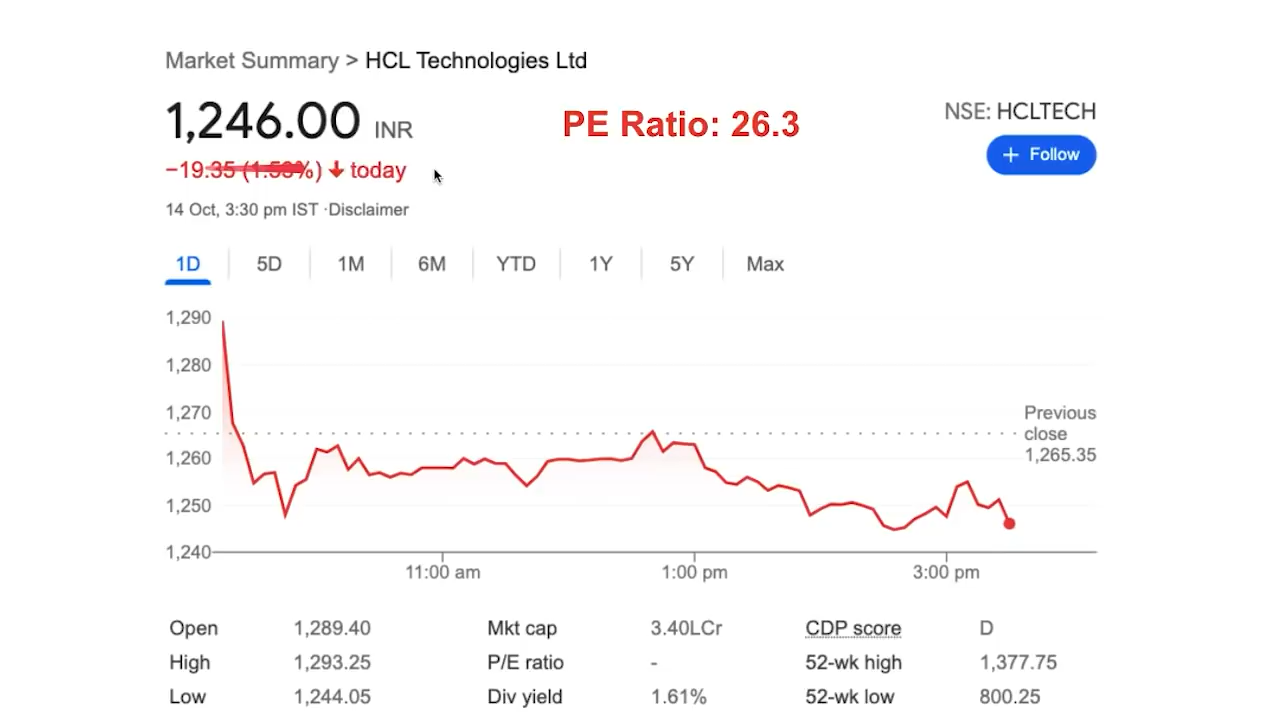 Market Summary > HCL Technologies Ltd
1,246.00 INR
PE Ratio: 26.3
NSE: HCLTECH
+ Follow
−19.35 (1.53%) ↓ today
14 Oct, 3:30 pm IST ·Disclaimer
1D 5D 1M 6M YTD 1Y 5Y Max
1,290
1,280
1,270
1,260
1,250
1,240
Previous
close
1,265.35
11:00 am 1:00 pm 3:00 pm
Open 1,289.40 Mkt cap 3.40LCr CDP score D
High 1,293.25 P/E ratio - 52-wk high 1,377.75
Low 1,244.05 Div yield 1.61% 52-wk low 800.25